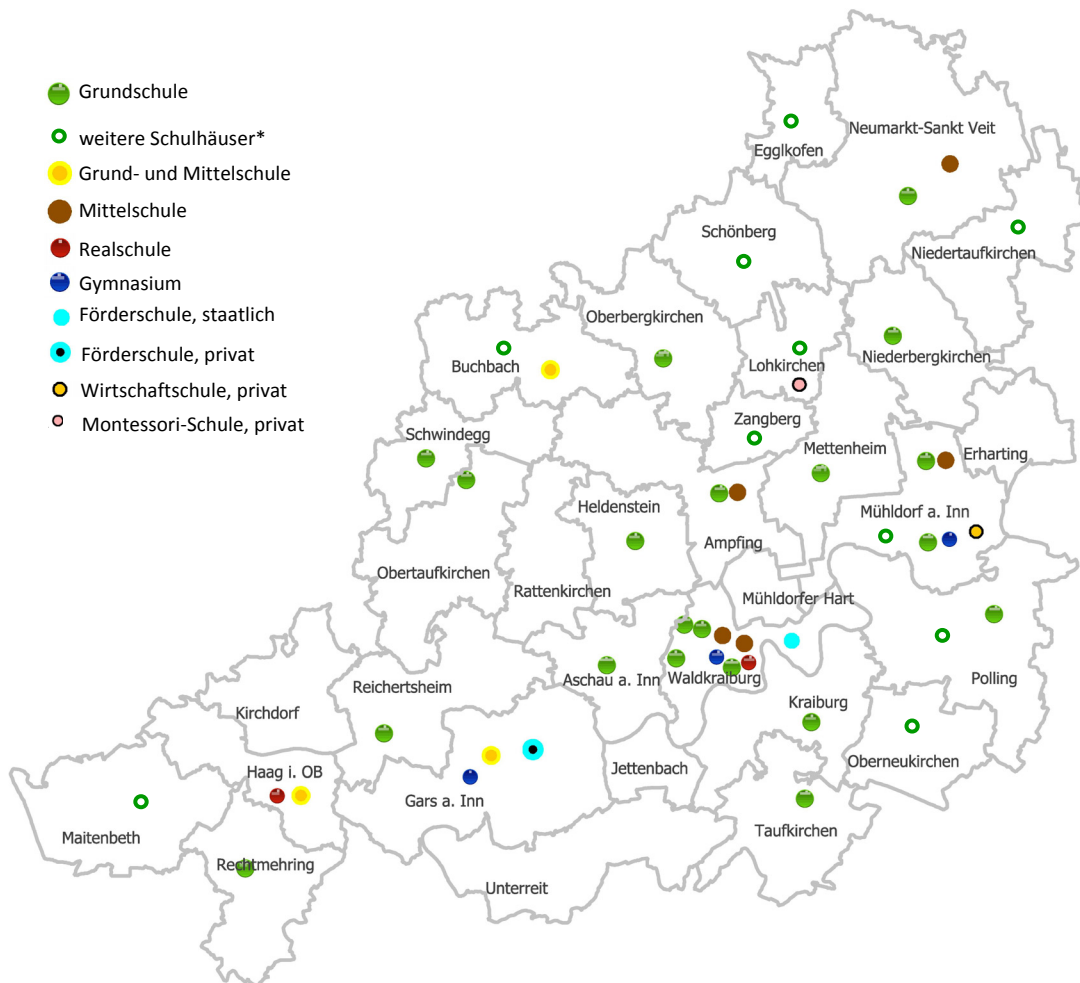 Grundschule
weitere Schulhäuser*
Grund- und Mittelschule
Mittelschule
Realschule
Gymnasium
Förderschule, staatlich
Förderschule, privat
Wirtschaftschule, privat
Montessori-Schule, privat
Neumarkt-Sankt Veit
Egglkofen
Schönberg
Niedertaufkirchen
Oberbergkirchen
Buchbach
Lohkirchen
Niederbergkirchen
Zangberg
Schwindegg
Mettenheim
Erharting
Heldenstein
Mühldorf a. Inn
Ampfing
Obertaufkirchen
Rattenkirchen
Mühldorfer Hart
Aschau a. Inn
Waldkraiburg
Polling
Reichertsheim
Kraiburg
Kirchdorf
Oberneukirchen
Haag i. OB
Jettenbach
Gars a. Inn
Maitenbeth
Taufkirchen
Rechtmehring
Unterreit